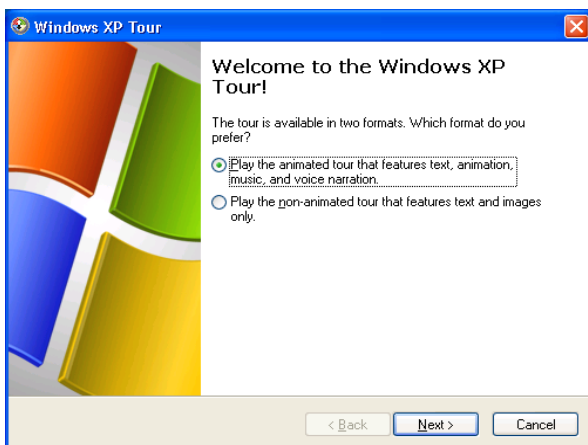 Windows XP Tour
Welcome to the Windows XP
Tour!
The tour is available in two formats. Which format do you
prefer?
Play the animated tour that features text, animation,
music, and voice narration.
Play the non-animated tour that features text and images
only.
< Back
Next >
Cancel